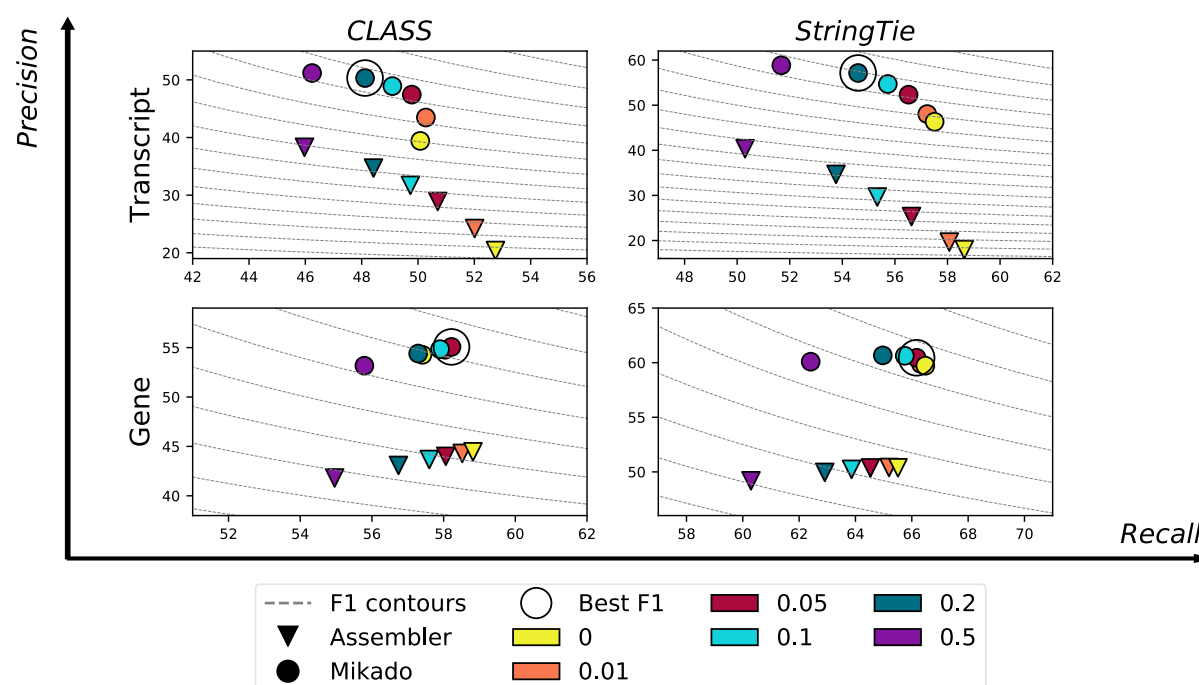 CLASS
StringTie
Precision
Transcript
50
40
30
20
42 44 46 48 50 52 54 56
60
50
40
30
20
48 50 52 54 56 58 60 62
Gene
55
50
45
40
52 54 56 58 60 62
65
60
55
50
58 60 62 64 66 68 70
Recall
F1 contours
Assembler
Mikado
Best F1
0
0.01
0.05
0.1
0.2
0.5